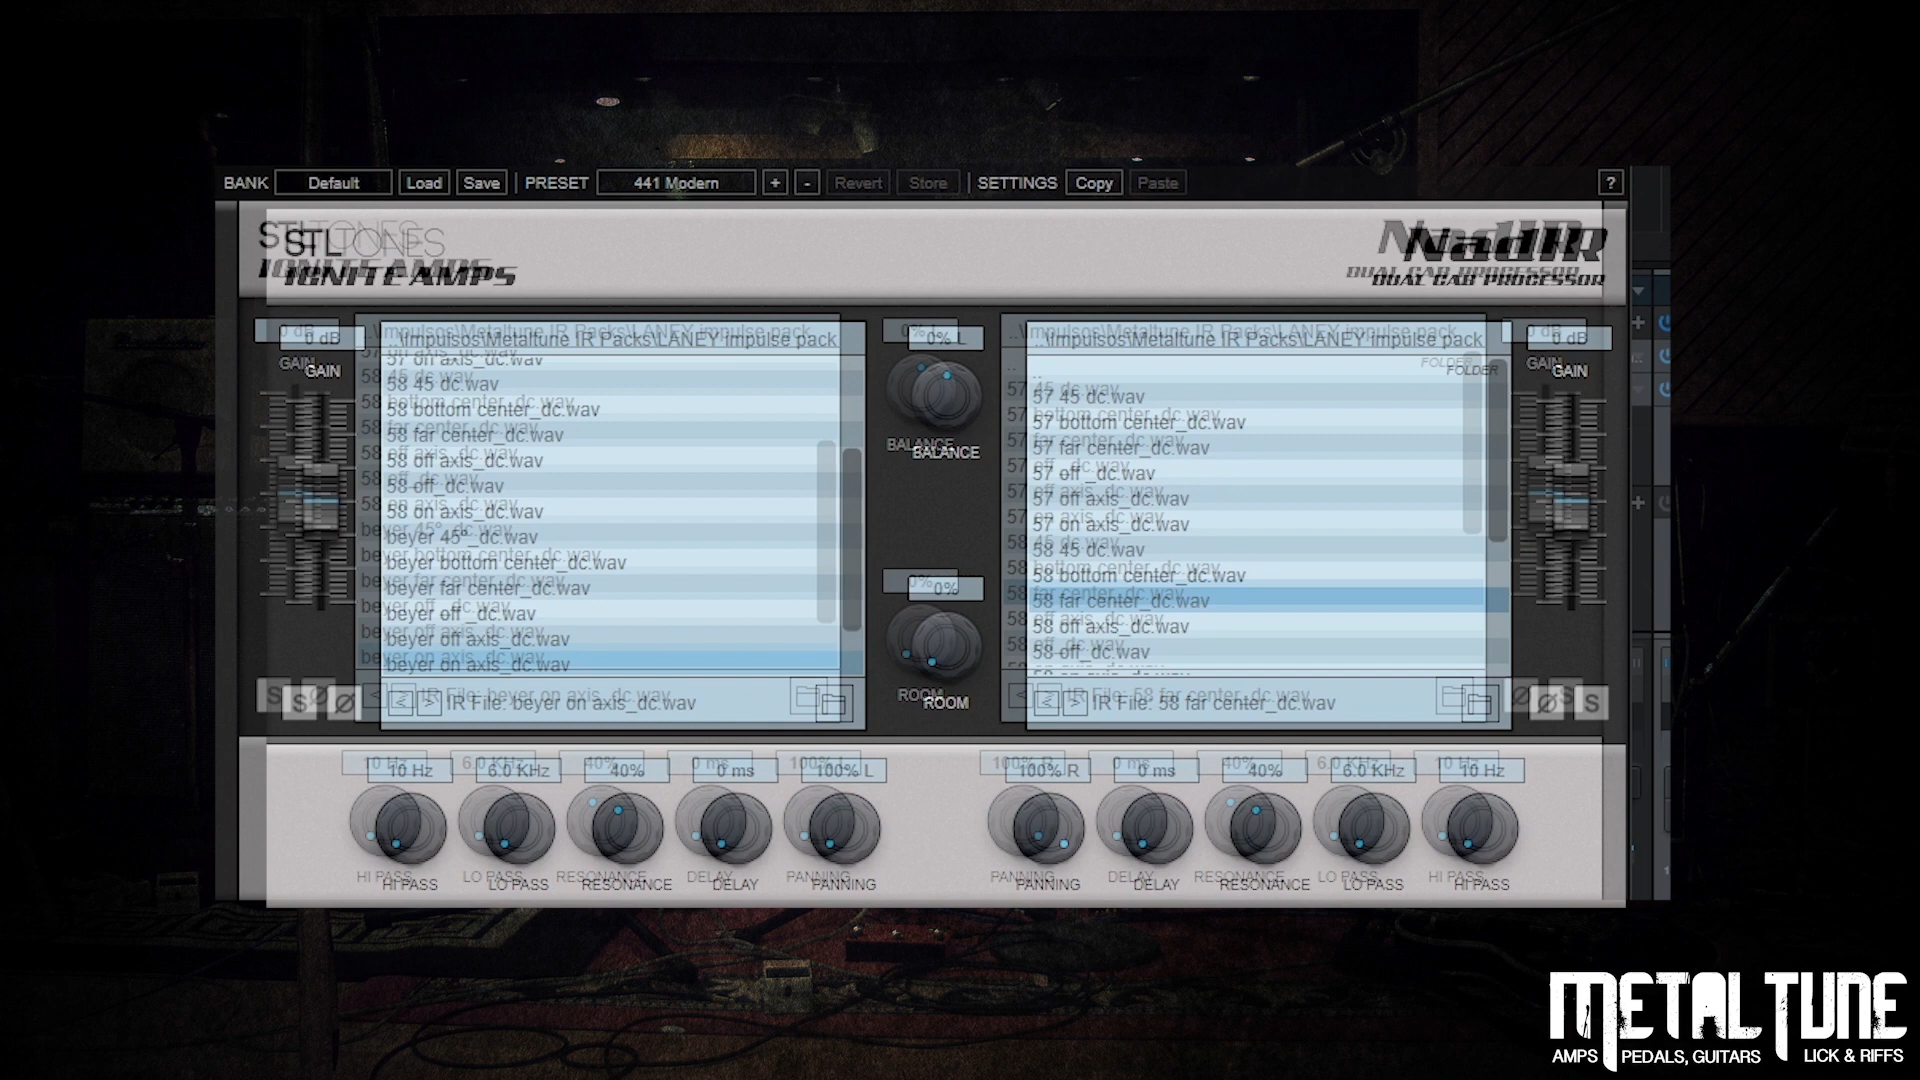 BANK Default Load Save PRESET 441 Modern + - Revert Store SETTINGS Copy Paste ?
STL TONES
IGNITE AMPS
NadIR
DUAL CAB PROCESSOR
0 dB
GAIN
..\Impulsos\Metaltune IR Packs\LANEY impulse pack
57 on axis_dc.wav
58 45 dc.wav
58 bottom center_dc.wav
58 far center_dc.wav
58 off axis_dc.wav
58 off_dc.wav
58 on axis_dc.wav
beyer 45º_dc.wav
beyer bottom center_dc.wav
beyer far center_dc.wav
beyer off _dc.wav
beyer off axis_dc.wav
beyer on axis_dc.wav
< > IR File: beyer on axis_dc.wav
S Ø
0% L
BALANCE
0%
ROOM
..\Impulsos\Metaltune IR Packs\LANEY impulse pack
..
FOLDER
57 45 dc.wav
57 bottom center_dc.wav
57 far center_dc.wav
57 off _dc.wav
57 off axis_dc.wav
57 on axis_dc.wav
58 45 dc.wav
58 bottom center_dc.wav
58 far center_dc.wav
58 off axis_dc.wav
58 off_dc.wav
< > IR File: 58 far center_dc.wav
0 dB
GAIN
Ø S
10 Hz 6.0 KHz 40% 0 ms 100% L 100% R 0 ms 40% 6.0 KHz 10 Hz
HI PASS LO PASS RESONANCE DELAY PANNING PANNING DELAY RESONANCE LO PASS HI PASS
METALTUNE
AMPS PEDALS, GUITARS LICK & RIFFS